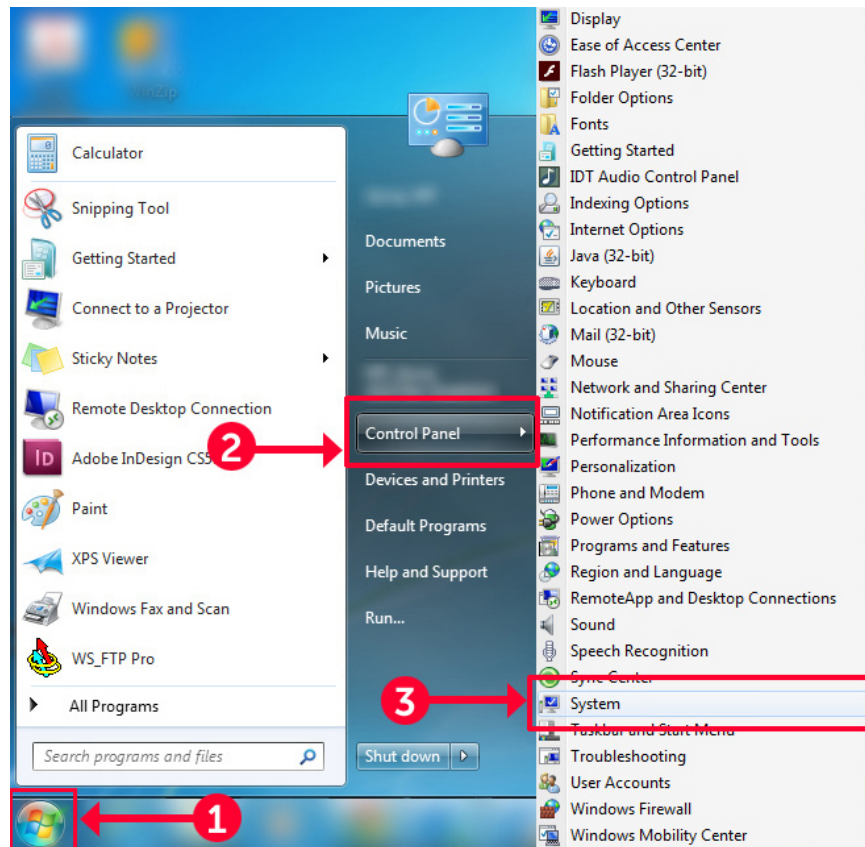 WinZip
Calculator
Snipping Tool
Getting Started
Connect to a Projector
Sticky Notes
Remote Desktop Connection
ID
Adobe InDesign CS5
Paint
XPS Viewer
Windows Fax and Scan
WS_FTP Pro
All Programs
Search programs and files
1
Documents
Pictures
Music
2
Control Panel
Devices and Printers
Default Programs
Help and Support
Run...
Shut down
3
Display
Ease of Access Center
Flash Player (32-bit)
Folder Options
Fonts
Getting Started
IDT Audio Control Panel
Indexing Options
Internet Options
Java (32-bit)
Keyboard
Location and Other Sensors
Mail (32-bit)
Mouse
Network and Sharing Center
Notification Area Icons
Performance Information and Tools
Personalization
Phone and Modem
Power Options
Programs and Features
Region and Language
RemoteApp and Desktop Connections
Sound
Speech Recognition
Sync Center
System
Taskbar and Start Menu
Troubleshooting
User Accounts
Windows Firewall
Windows Mobility Center